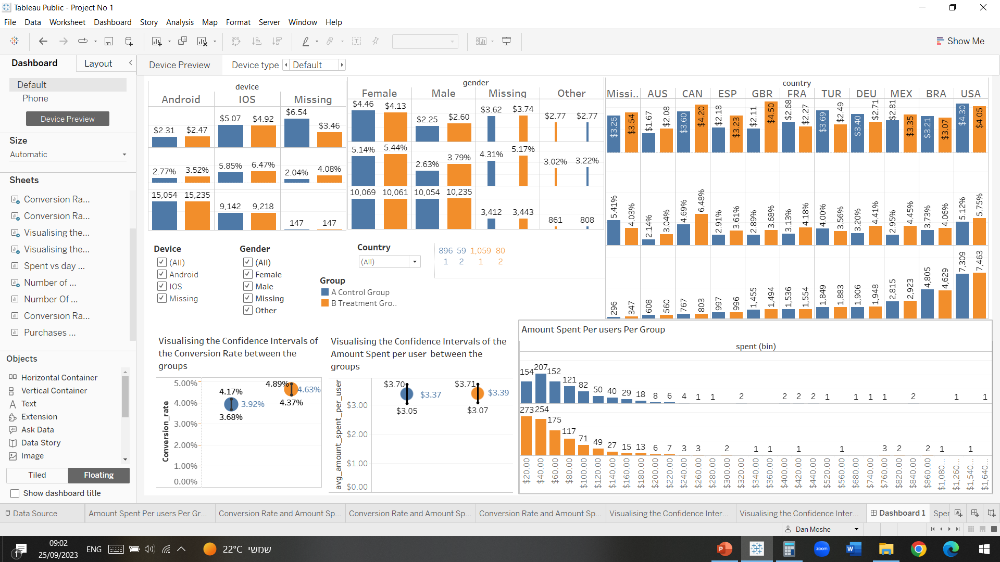 Tableau Public - Project No 1
File Data Worksheet Dashboard Story Analysis Map Format Server Window Help
Show Me
Dashboard Layout
Device Preview Device type Default
Default
Phone
Device Preview
Size
Automatic
Sheets
Conversion Ra...
Conversion Ra...
Visualising the...
Visualising the...
Spent vs day ...
Number of ...
Number Of ...
Conversion Ra...
Purchases ...
Objects
Horizontal Container
Vertical Container
Text
Extension
Ask Data
Data Story
Image
Tiled Floating
Show dashboard title
device
Android IOS Missing
$2.31 $2.47 $5.07 $4.92 $6.54 $3.46
2.77% 3.52% 5.85% 6.47% 2.04% 4.08%
15,054 15,235 9,142 9,218 147 147
gender
Female Male Missing Other
$4.46 $4.13 $2.25 $2.60 $3.62 $3.74 $2.77 $2.77
5.14% 5.44% 2.63% 3.79% 4.31% 5.17% 3.02% 3.22%
10,069 10,061 10,054 10,235 3,412 3,443 861 808
country
Missi.. AUS CAN ESP GBR FRA TUR DEU MEX BRA USA
$3.26 $3.54 $1.67 $2.08 $3.60 $4.20 $2.18 $3.23 $2.11 $4.50 $2.68 $2.27 $3.69 $2.49 $3.40 $2.71 $2.81 $3.35 $3.21 $3.07 $4.30 $4.05
5.41% 4.03% 2.14% 3.04% 4.69% 6.48% 2.91% 3.61% 2.89% 3.68% 3.13% 4.18% 4.00% 3.56% 3.20% 4.41% 2.95% 4.45% 3.73% 4.06% 5.12% 5.75%
296 347 608 560 767 803 997 996 1,455 1,494 1,536 1,554 1,849 1,883 1,906 1,948 2,815 2,923 4,805 4,629 7,309 7,463
Device
(All)
Android
IOS
Missing
Gender
(All)
Female
Male
Missing
Other
Country
(All)
896 59 1,059 80
1 2 1 2
Group
A Control Group
B Treatment Gro..
Visualising the Confidence Intervals of
the Conversion Rate between the
groups
Conversion_rate
5.00%
4.00%
3.00%
2.00%
1.00%
0.00%
4.17%
3.92%
3.68%
4.89%
4.63%
4.37%
Visualising the Confidence Intervals of the
Amount Spent per user between the
groups
avg_amount_spent_per_user
$3.00
$2.00
$1.00
$0.00
$3.70
$3.37
$3.05
$3.71
$3.39
$3.07
Amount Spent Per users Per Group
spent (bin)
154 207 152 121 82 50 40 29 18 8 6 4 1 1 2 2 2 2 1 1 1 1 2 1 1
273 254 175 117 71 49 27 15 13 6 7 3 3 2 1 1 1 1 3 2 2 1 1
$20.00 $40.00 $60.00 $80.00 $100.00 $120.00 $140.00 $160.00 $180.00 $200.00 $220.00 $240.00 $260.00 $280.00 $300.00 $320.00 $340.00 $360.00 $400.00 $420.00 $440.00 $520.00 $560.00 $680.00 $740.00 $760.00 $820.00 $840.00 $860.00 $1,080... $1,260... $1,540... $1,640...
Data Source Amount Spent Per users Per Gr... Conversion Rate and Amount Sp... Conversion Rate and Amount Sp... Conversion Rate and Amount Sp... Visualising the Confidence Inter... Visualising the Confidence Inter... Dashboard 1 Sper
Dan Moshe
1
09:02
25/09/2023
ENG
22°C שמשי
zoom